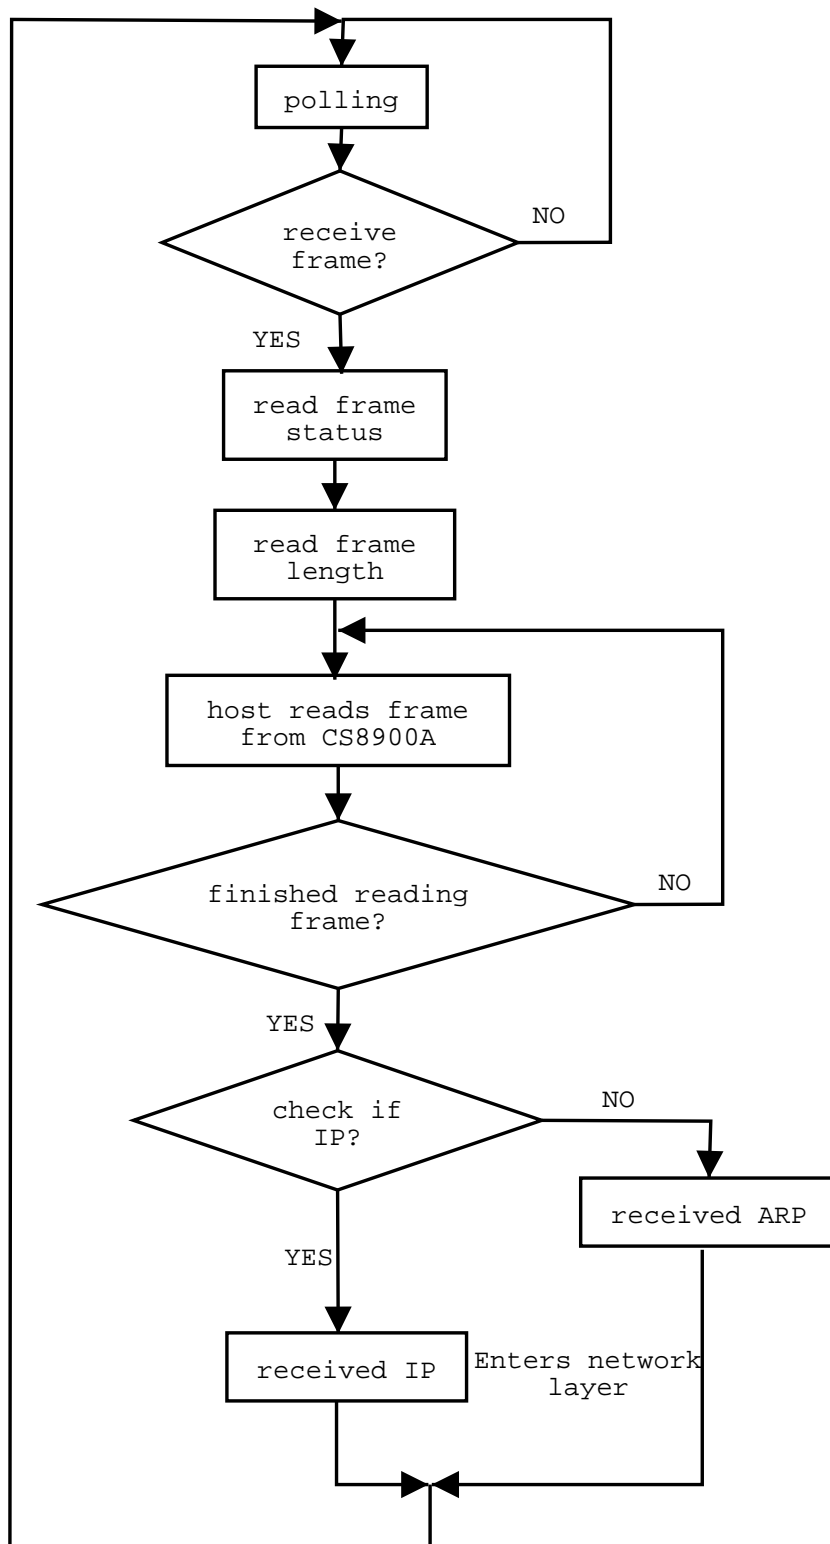 polling
NO
receive
frame?
YES
read frame
status
read frame
length
host reads frame
from CS8900A
NO
finished reading
frame?
YES
NO
check if
IP?
received ARP
YES
Enters network
layer
received IP